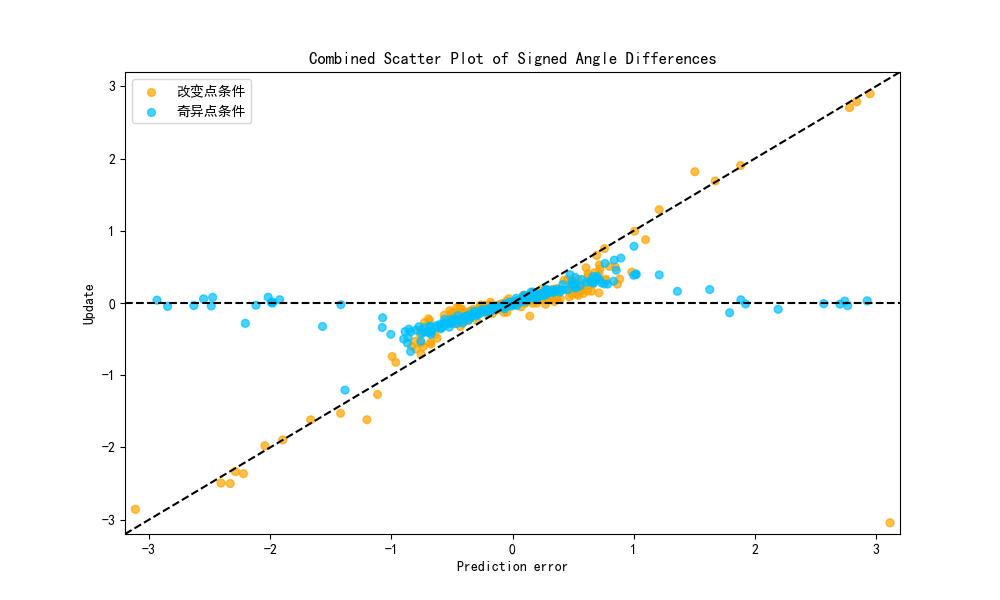 Combined Scatter Plot of Signed Angle Differences
改变点条件
奇异点条件
3
2
1
0
-1
-2
-3
Update
-3
-2
-1
0
1
2
3
Prediction error